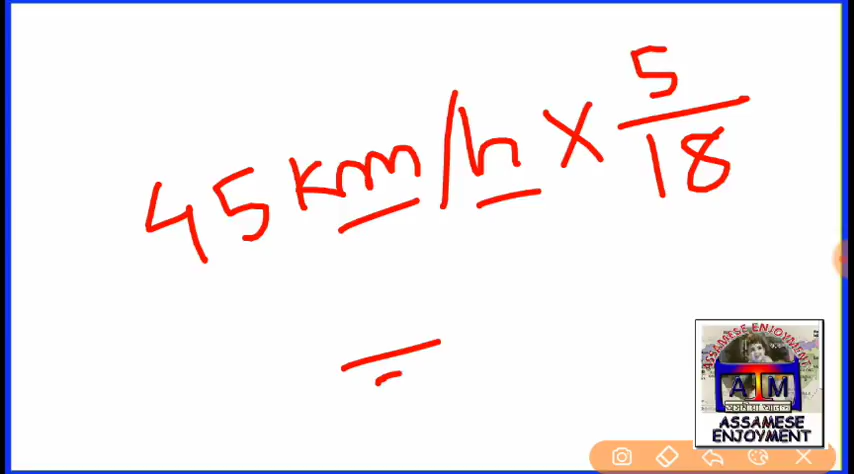 45 km/h × 5/18
ASSAMESE ENJOYMENT
ATM
ASSAMESE
ENJOYMENT